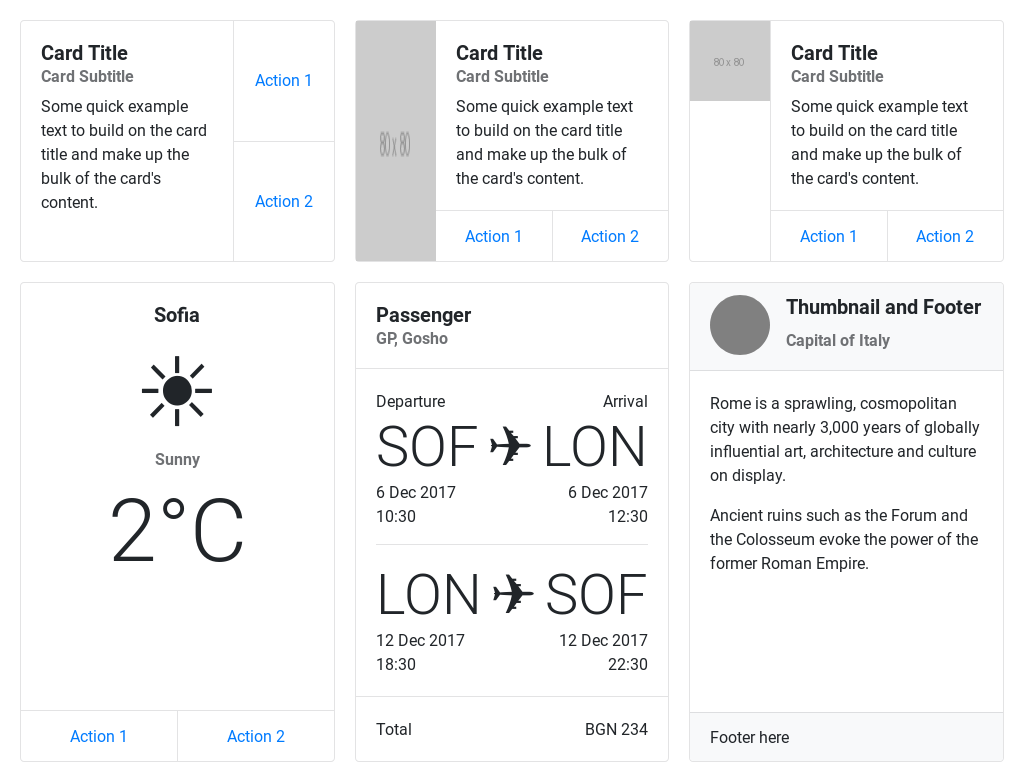 Card Title
Card Subtitle
Some quick example
text to build on the card
title and make up the
bulk of the card's
content.
Action 1
Action 2
80 x 80
Card Title
Card Subtitle
Some quick example text
to build on the card title
and make up the bulk of
the card's content.
Action 1
Action 2
80 x 80
Card Title
Card Subtitle
Some quick example text
to build on the card title
and make up the bulk of
the card's content.
Action 1
Action 2
Sofia
Sunny
2°C
Action 1
Action 2
Passenger
GP, Gosho
Departure Arrival
SOF ✈ LON
6 Dec 2017 6 Dec 2017
10:30 12:30
LON ✈ SOF
12 Dec 2017 12 Dec 2017
18:30 22:30
Total BGN 234
Thumbnail and Footer
Capital of Italy
Rome is a sprawling, cosmopolitan
city with nearly 3,000 years of globally
influential art, architecture and culture
on display.
Ancient ruins such as the Forum and
the Colosseum evoke the power of the
former Roman Empire.
Footer here